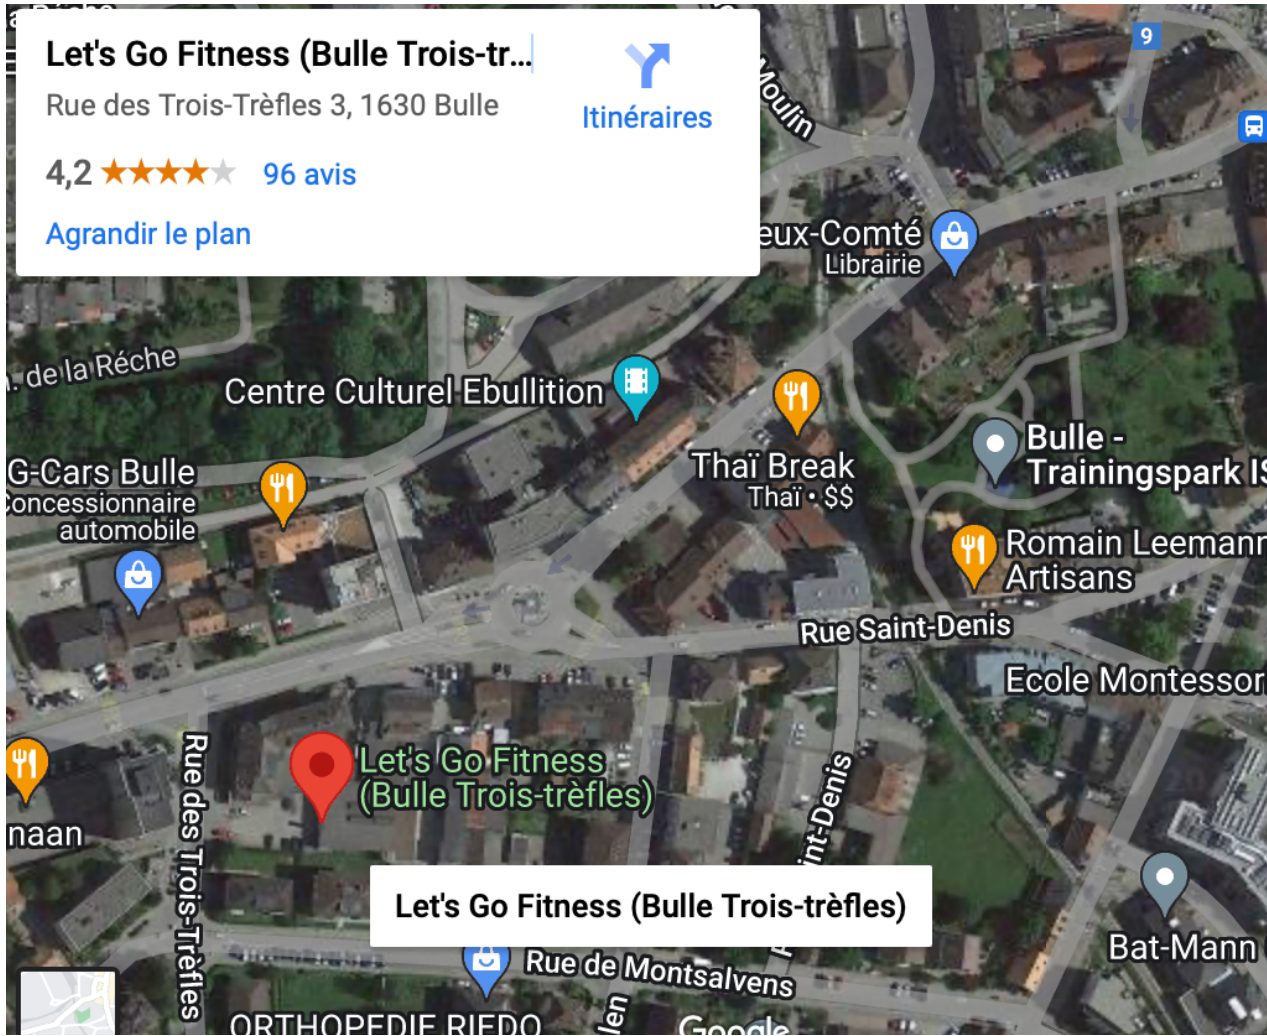 Let's Go Fitness (Bulle Trois-tr...
Rue des Trois-Trèfles 3, 1630 Bulle
4,2
96 avis
Agrandir le plan
Itinéraires
Moulin
9
eux-Comté
Librairie
. de la Réche
Centre Culturel Ebullition
Thaï Break
Thaï • $$
Bulle -
Trainingspark IS
G-Cars Bulle
Concessionnaire
automobile
Romain Leemann
Artisans
Rue Saint-Denis
Ecole Montessor
Rue des Trois-Trèfles
Let's Go Fitness
(Bulle Trois-trèfles)
naan
int-Denis
Let's Go Fitness (Bulle Trois-trèfles)
Bat-Mann
Rue de Montsalvens
ORTHOPEDIE RIEDO
len
Google